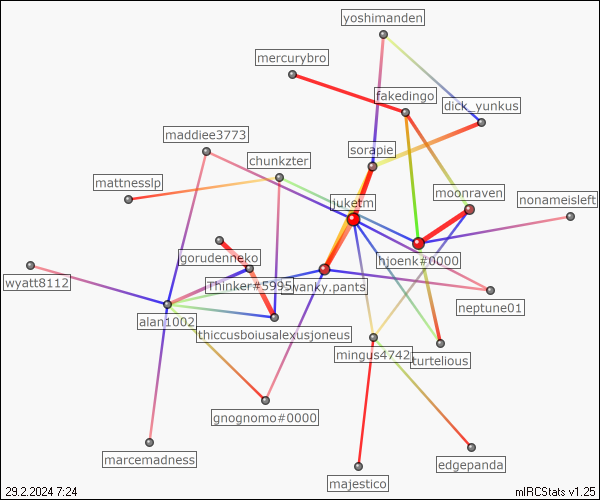 yoshimanden
mercurybro
fakedingo
dick_yunkus
maddiee3773
sorapie
chunkzter
mattnesslp
moonraven
juketm
nonameisleft
gorudenneko
hjoenk#0000
wyatt8112
Thinker#5995
wanky.pants
neptune01
alan1002
thiccusboiusalexusjoneus
mingus4742
turtelious
gnognomo#0000
marcemadness
edgepanda
majestico
29.2.2024 7:24
mIRCStats v1.25